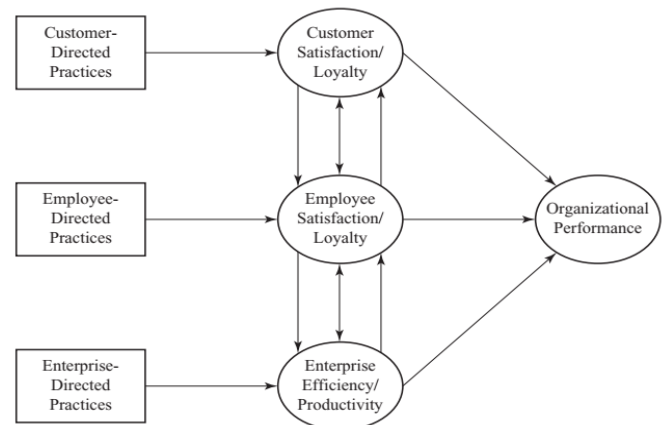 Customer-
Directed
Practices
Customer
Satisfaction/
Loyalty
Employee-
Directed
Practices
Employee
Satisfaction/
Loyalty
Organizational
Performance
Enterprise-
Directed
Practices
Enterprise
Efficiency/
Productivity